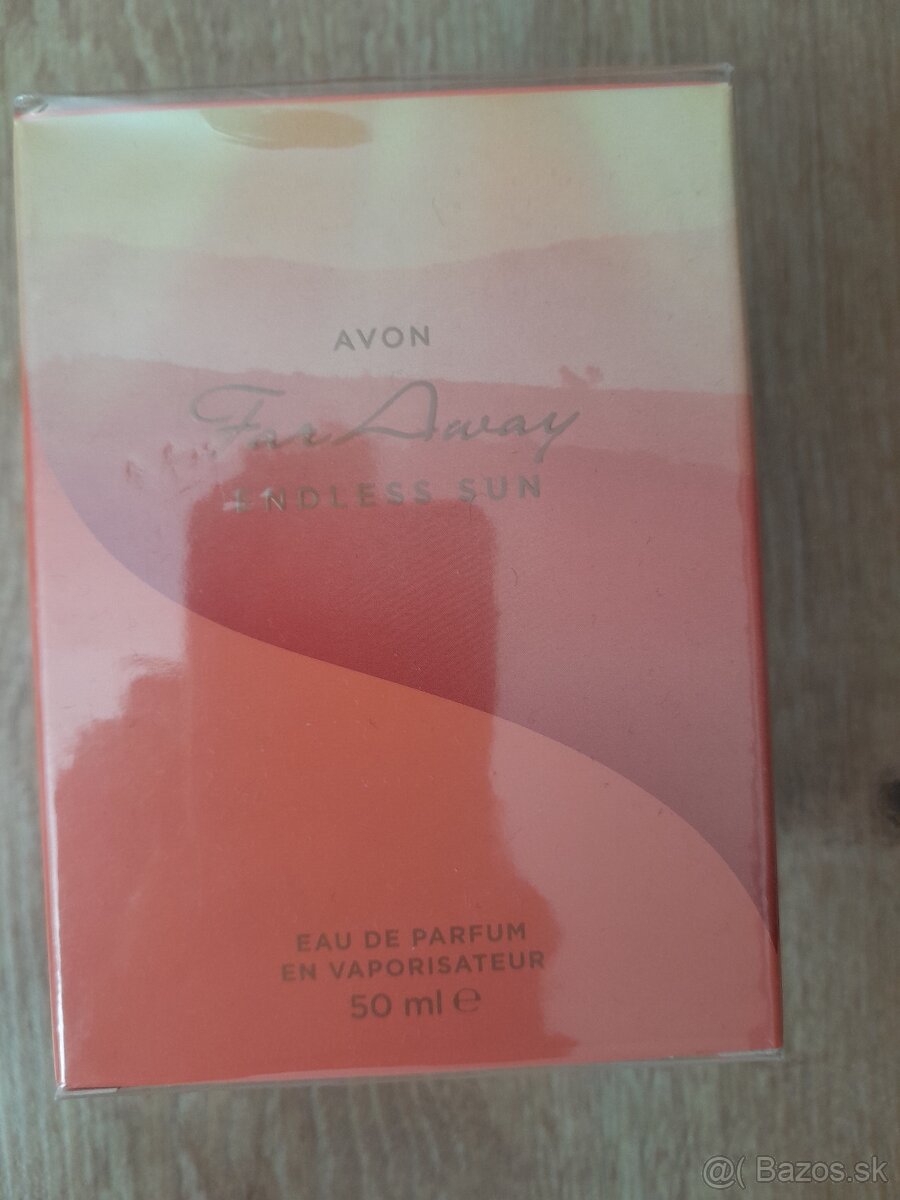 AVON
Far Away
ENDLESS SUN
EAU DE PARFUM
EN VAPORISATEUR
50 ml ℮
@( Bazos.sk